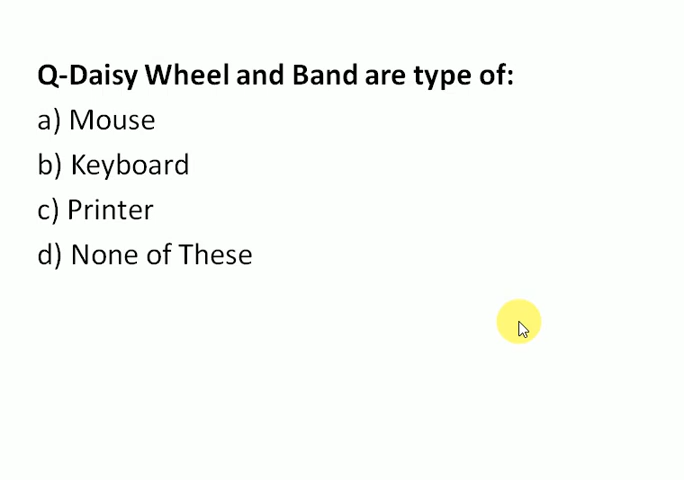 Q-Daisy Wheel and Band are type of:
a) Mouse
b) Keyboard
c) Printer
d) None of These